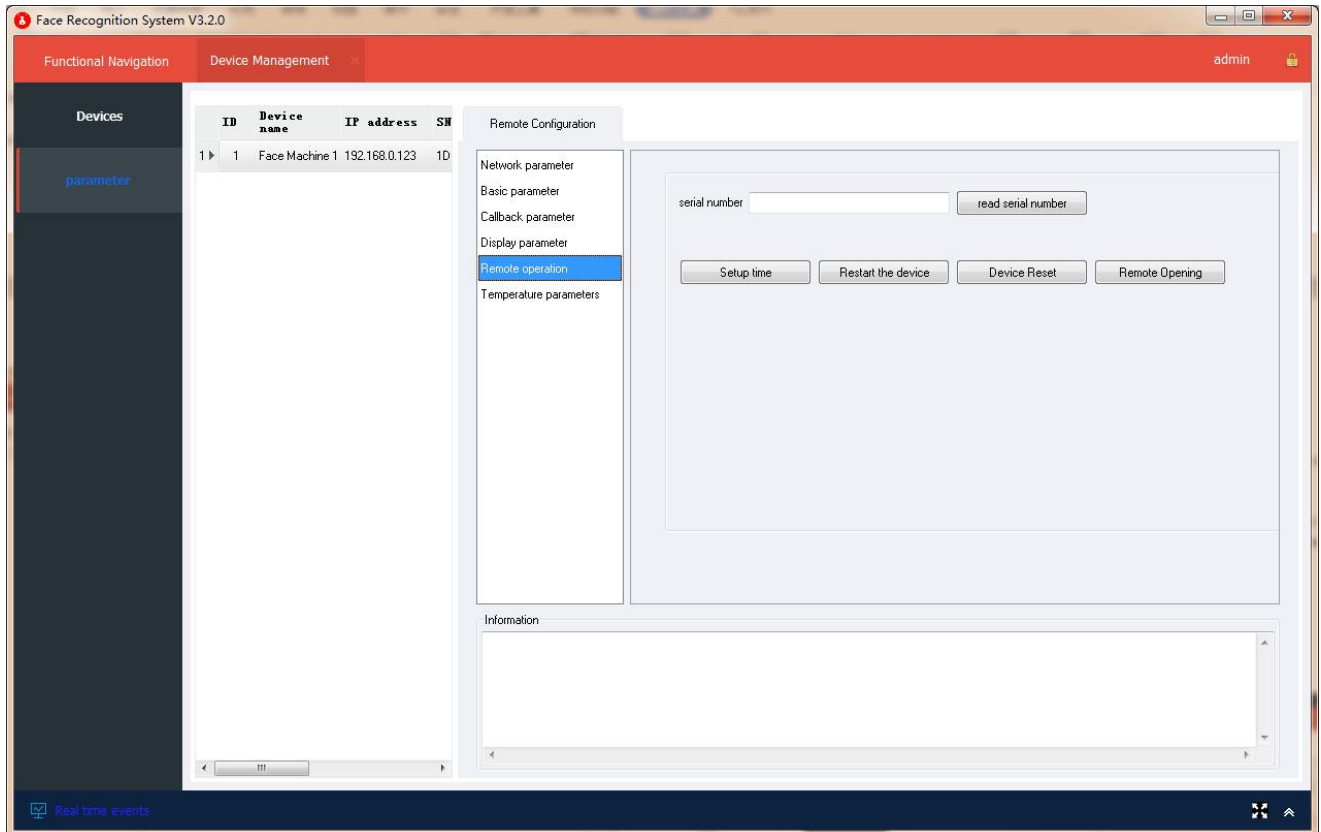 Face Recognition System V3.2.0
Functional Navigation
Device Management
admin
Devices
parameter
ID Device name IP address SN
1 1 Face Machine 1 192.168.0.123 1D
Remote Configuration
Network parameter
Basic parameter
Callback parameter
Display parameter
Remote operation
Temperature parameters
serial number
read serial number
Setup time
Restart the device
Device Reset
Remote Opening
Information
Real time events